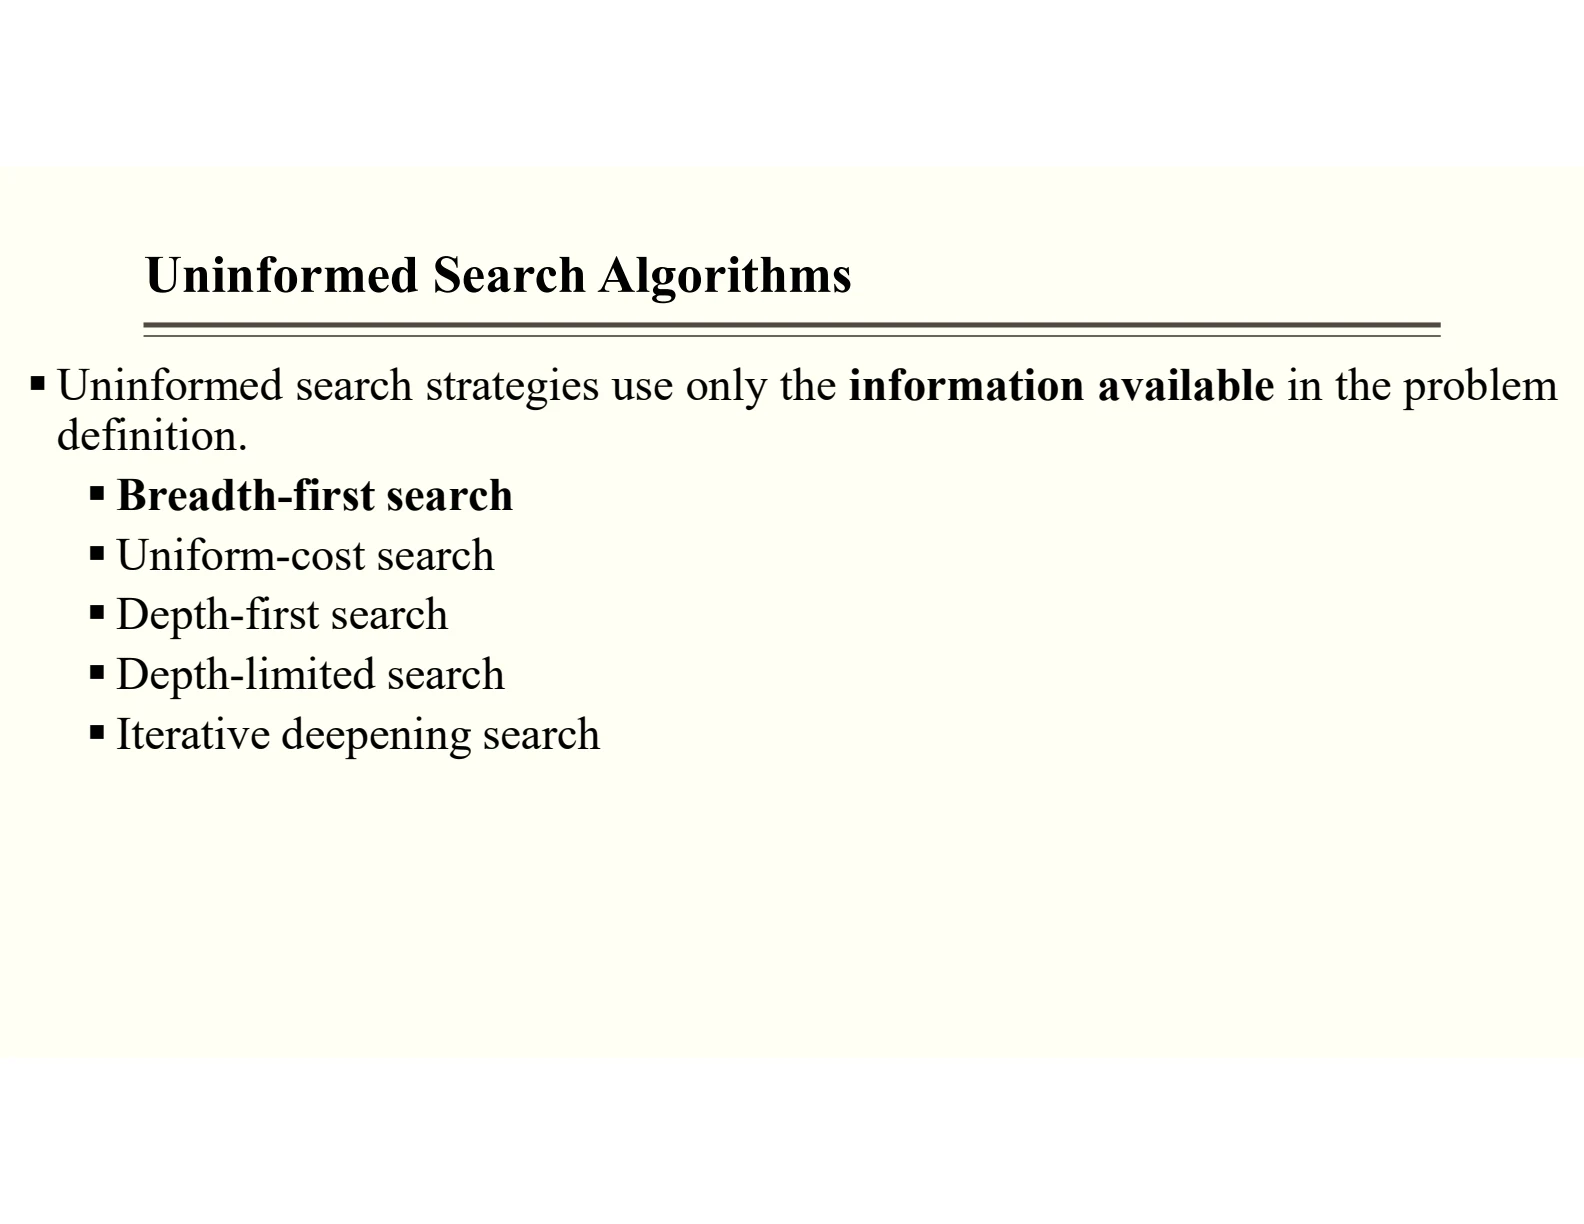 Uninformed Search Algorithms
▪ Uninformed search strategies use only the information available in the problem
definition.
▪ Breadth-first search
▪ Uniform-cost search
▪ Depth-first search
▪ Depth-limited search
▪ Iterative deepening search